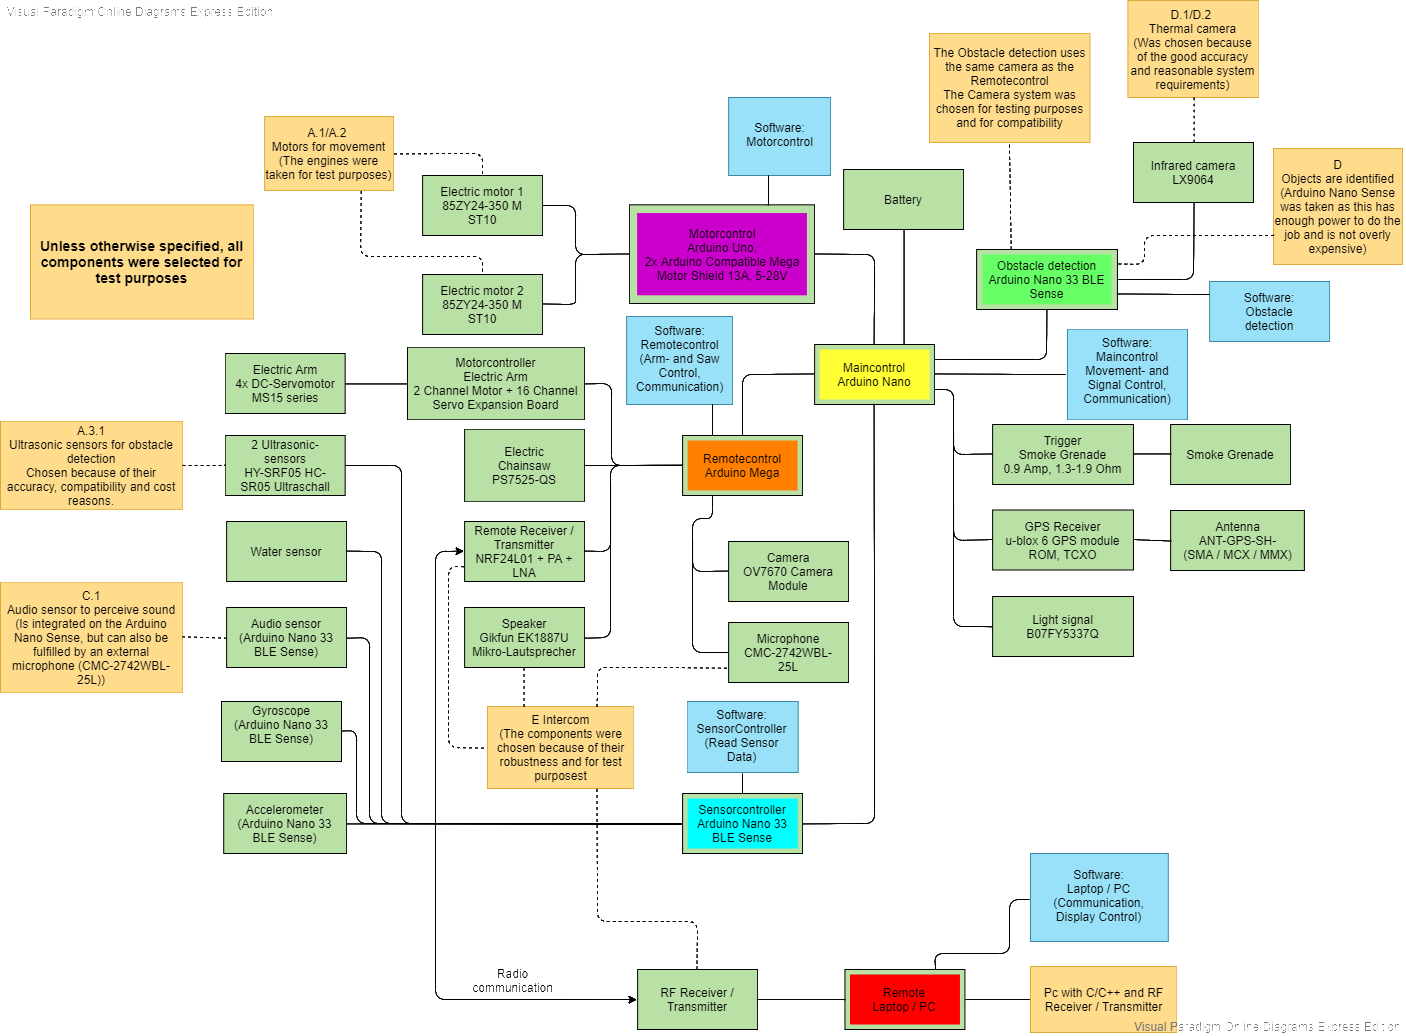 Visual Paradigm Online Diagrams Express Edition
D.1/D.2
Thermal camera
(Was chosen because
of the good accuracy
and reasonable system
requirements)
The Obstacle detection uses
the same camera as the
Remotecontrol
The Camera system was
chosen for testing purposes
and for compatibility
A.1/A.2
Motors for movement
(The engines were
taken for test purposes)
Software:
Motorcontrol
Infrared camera
LX9064
D
Objects are identified
(Arduino Nano Sense
was taken as this has
enough power to do the
job and is not overly
expensive)
Electric motor 1
85ZY24-350 M
ST10
Battery
Unless otherwise specified, all
components were selected for
test purposes
Motorcontrol
Arduino Uno,
2x Arduino Compatible Mega
Motor Shield 13A, 5-28V
Obstacle detection
Arduino Nano 33 BLE
Sense
Electric motor 2
85ZY24-350 M
ST10
Software:
Obstacle
detection
Software:
Remotecontrol
(Arm- and Saw
Control,
Communication)
Software:
Maincontrol
Movement- and
Signal Control,
Communication)
Electric Arm
4x DC-Servomotor
MS15 series
Motorcontroller
Electric Arm
2 Channel Motor + 16 Channel
Servo Expansion Board
Maincontrol
Arduino Nano
A.3.1
Ultrasonic sensors for obstacle
detection
Chosen because of their
accuracy, compatibility and cost
reasons.
2 Ultrasonic-
sensors
HY-SRF05 HC-
SR05 Ultraschall
Electric
Chainsaw
PS7525-QS
Remotecontrol
Arduino Mega
Trigger
Smoke Grenade
0.9 Amp, 1.3-1.9 Ohm
Smoke Grenade
Water sensor
Remote Receiver /
Transmitter
NRF24L01 + PA +
LNA
Camera
OV7670 Camera
Module
GPS Receiver
u-blox 6 GPS module
ROM, TCXO
Antenna
ANT-GPS-SH-
(SMA / MCX / MMX)
C.1
Audio sensor to perceive sound
(Is integrated on the Arduino
Nano Sense, but can also be
fulfilled by an external
microphone (CMC-2742WBL-
25L))
Audio sensor
(Arduino Nano 33
BLE Sense)
Speaker
Gikfun EK1887U
Mikro-Lautsprecher
Microphone
CMC-2742WBL-
25L
Light signal
B07FY5337Q
Gyroscope
(Arduino Nano 33
BLE Sense)
E Intercom
(The components were
chosen because of their
robustness and for test
purposest
Software:
SensorController
(Read Sensor
Data)
Accelerometer
(Arduino Nano 33
BLE Sense)
Sensorcontroller
Arduino Nano 33
BLE Sense
Software:
Laptop / PC
(Communication,
Display Control)
Radio
communication
RF Receiver /
Transmitter
Remote
Laptop / PC
Pc with C/C++ and RF
Receiver / Transmitter
Visual Paradigm Online Diagrams Express Edition